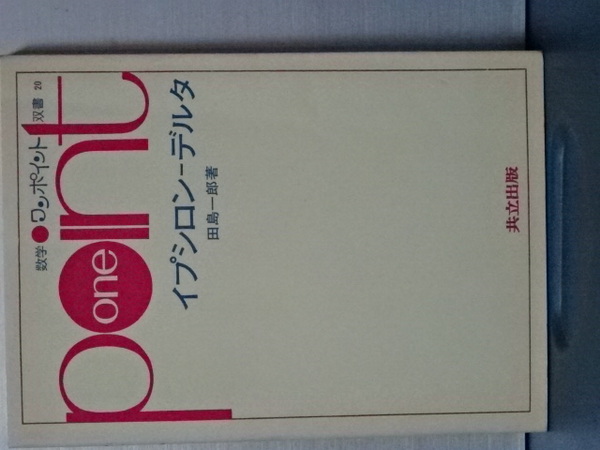 数学●ワンポイント双書 20
one
point
イプシロン-デルタ
田島一郎著
共立出版